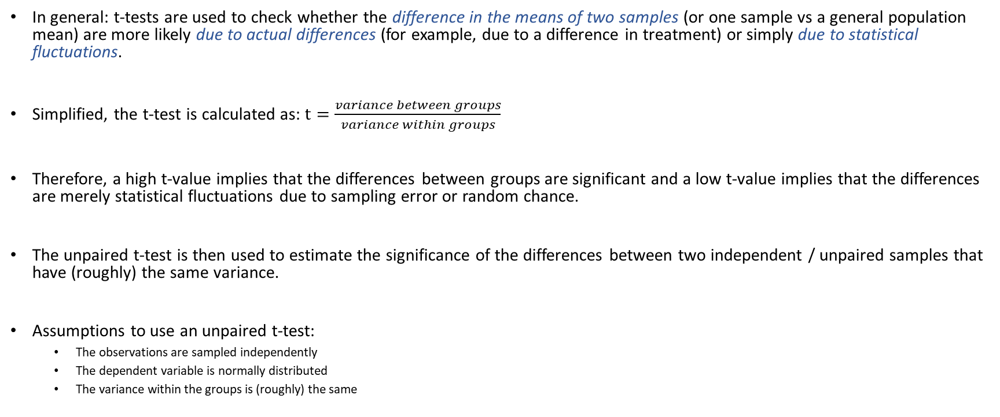 • In general: t-tests are used to check whether the difference in the means of two samples (or one sample vs a general population
mean) are more likely due to actual differences (for example, due to a difference in treatment) or simply due to statistical
fluctuations.
• Simplified, the t-test is calculated as: t = variance between groups
variance within groups
• Therefore, a high t-value implies that the differences between groups are significant and a low t-value implies that the differences
are merely statistical fluctuations due to sampling error or random chance.
• The unpaired t-test is then used to estimate the significance of the differences between two independent / unpaired samples that
have (roughly) the same variance.
• Assumptions to use an unpaired t-test:
• The observations are sampled independently
• The dependent variable is normally distributed
• The variance within the groups is (roughly) the same